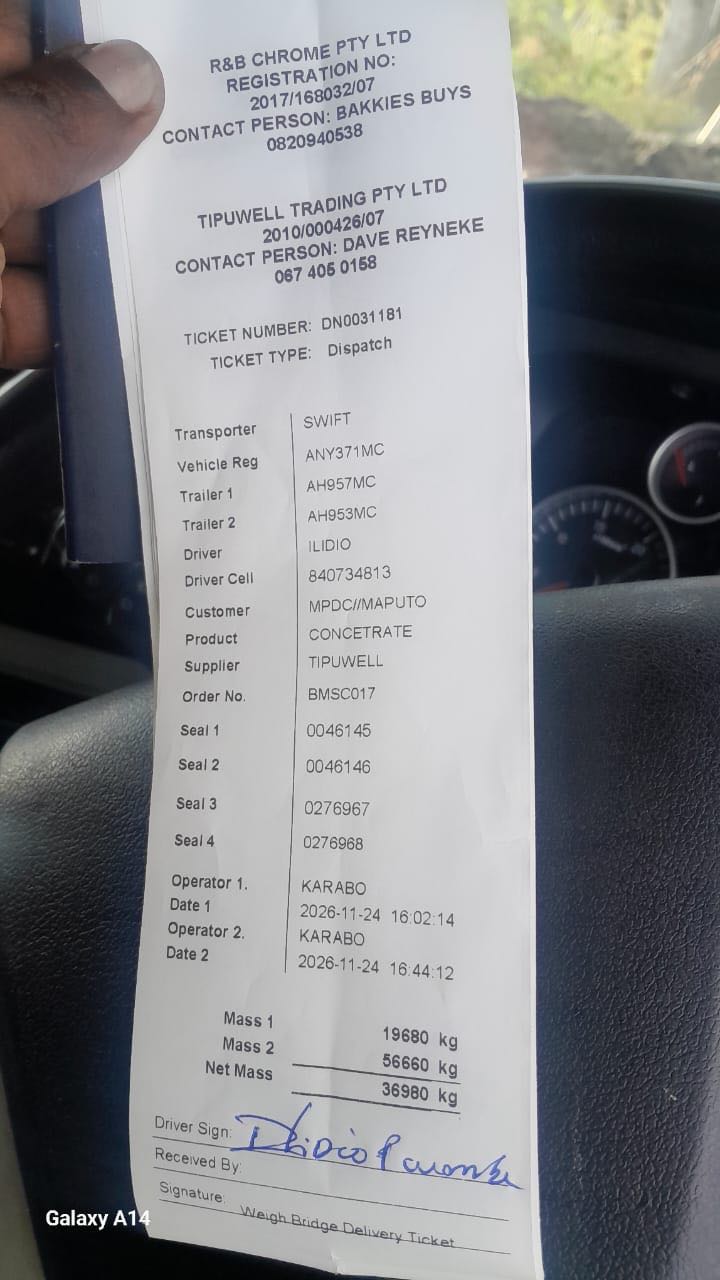 R&B CHROME PTY LTD
REGISTRATION NO:
2017/168032/07
CONTACT PERSON: BAKKIES BUYS
0820940538
TIPUWELL TRADING PTY LTD
2010/000426/07
CONTACT PERSON: DAVE REYNEKE
067 405 0158
TICKET NUMBER: DN0031181
TICKET TYPE: Dispatch
Transporter SWIFT
Vehicle Reg ANY371MC
Trailer 1 AH957MC
Trailer 2 AH953MC
Driver ILIDIO
Driver Cell 840734813
Customer MPDC//MAPUTO
Product CONCETRATE
Supplier TIPUWELL
Order No. BMSC017
Seal 1 0046145
Seal 2 0046146
Seal 3 0276967
Seal 4 0276968
Operator 1. KARABO
Date 1 2026-11-24 16:02:14
Operator 2. KARABO
Date 2 2026-11-24 16:44:12
Mass 1 19680 kg
Mass 2 56660 kg
Net Mass 36980 kg
Driver Sign:
Received By:
Signature:
Weigh Bridge Delivery Ticket
Galaxy A14